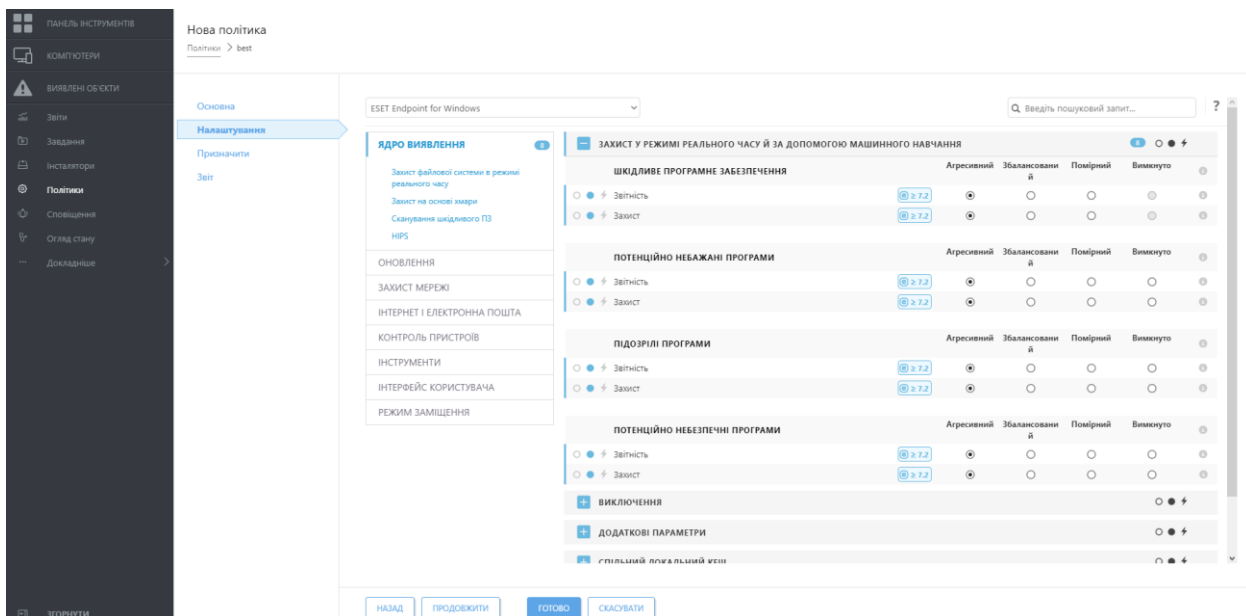 ПАНЕЛЬ ІНСТРУМЕНТІВ
КОМП'ЮТЕРИ
ВИЯВЛЕНІ ОБ'ЄКТИ
Звіти
Завдання
Інсталятори
Політики
Сповіщення
Огляд стану
Докладніше
ЗГОРНУТИ
Нова політика
Політики > best
Основна
Налаштування
Призначити
Звіт
ESET Endpoint for Windows
Введіть пошуковий запит...
?
ЯДРО ВИЯВЛЕННЯ 8
Захист файлової системи в режимі
реального часу
Захист на основі хмари
Сканування шкідливого ПЗ
HIPS
ОНОВЛЕННЯ
ЗАХИСТ МЕРЕЖІ
ІНТЕРНЕТ І ЕЛЕКТРОННА ПОШТА
КОНТРОЛЬ ПРИСТРОЇВ
ІНСТРУМЕНТИ
ІНТЕРФЕЙС КОРИСТУВАЧА
РЕЖИМ ЗАМІЩЕННЯ
ЗАХИСТ У РЕЖИМІ РЕАЛЬНОГО ЧАСУ Й ЗА ДОПОМОГОЮ МАШИННОГО НАВЧАННЯ 8
ШКІДЛИВЕ ПРОГРАМНЕ ЗАБЕЗПЕЧЕННЯ Агресивний Збалансовани Помірний Вимкнуто
й
Звітність ≥ 7.2
Захист ≥ 7.2
ПОТЕНЦІЙНО НЕБАЖАНІ ПРОГРАМИ Агресивний Збалансовани Помірний Вимкнуто
й
Звітність ≥ 7.2
Захист ≥ 7.2
ПІДОЗРІЛІ ПРОГРАМИ Агресивний Збалансовани Помірний Вимкнуто
й
Звітність ≥ 7.2
Захист ≥ 7.2
ПОТЕНЦІЙНО НЕБЕЗПЕЧНІ ПРОГРАМИ Агресивний Збалансовани Помірний Вимкнуто
й
Звітність ≥ 7.2
Захист ≥ 7.2
ВИКЛЮЧЕННЯ
ДОДАТКОВІ ПАРАМЕТРИ
СПІЛЬНИЙ ЛОКАЛЬНИЙ КЕШ
НАЗАД ПРОДОВЖИТИ ГОТОВО СКАСУВАТИ